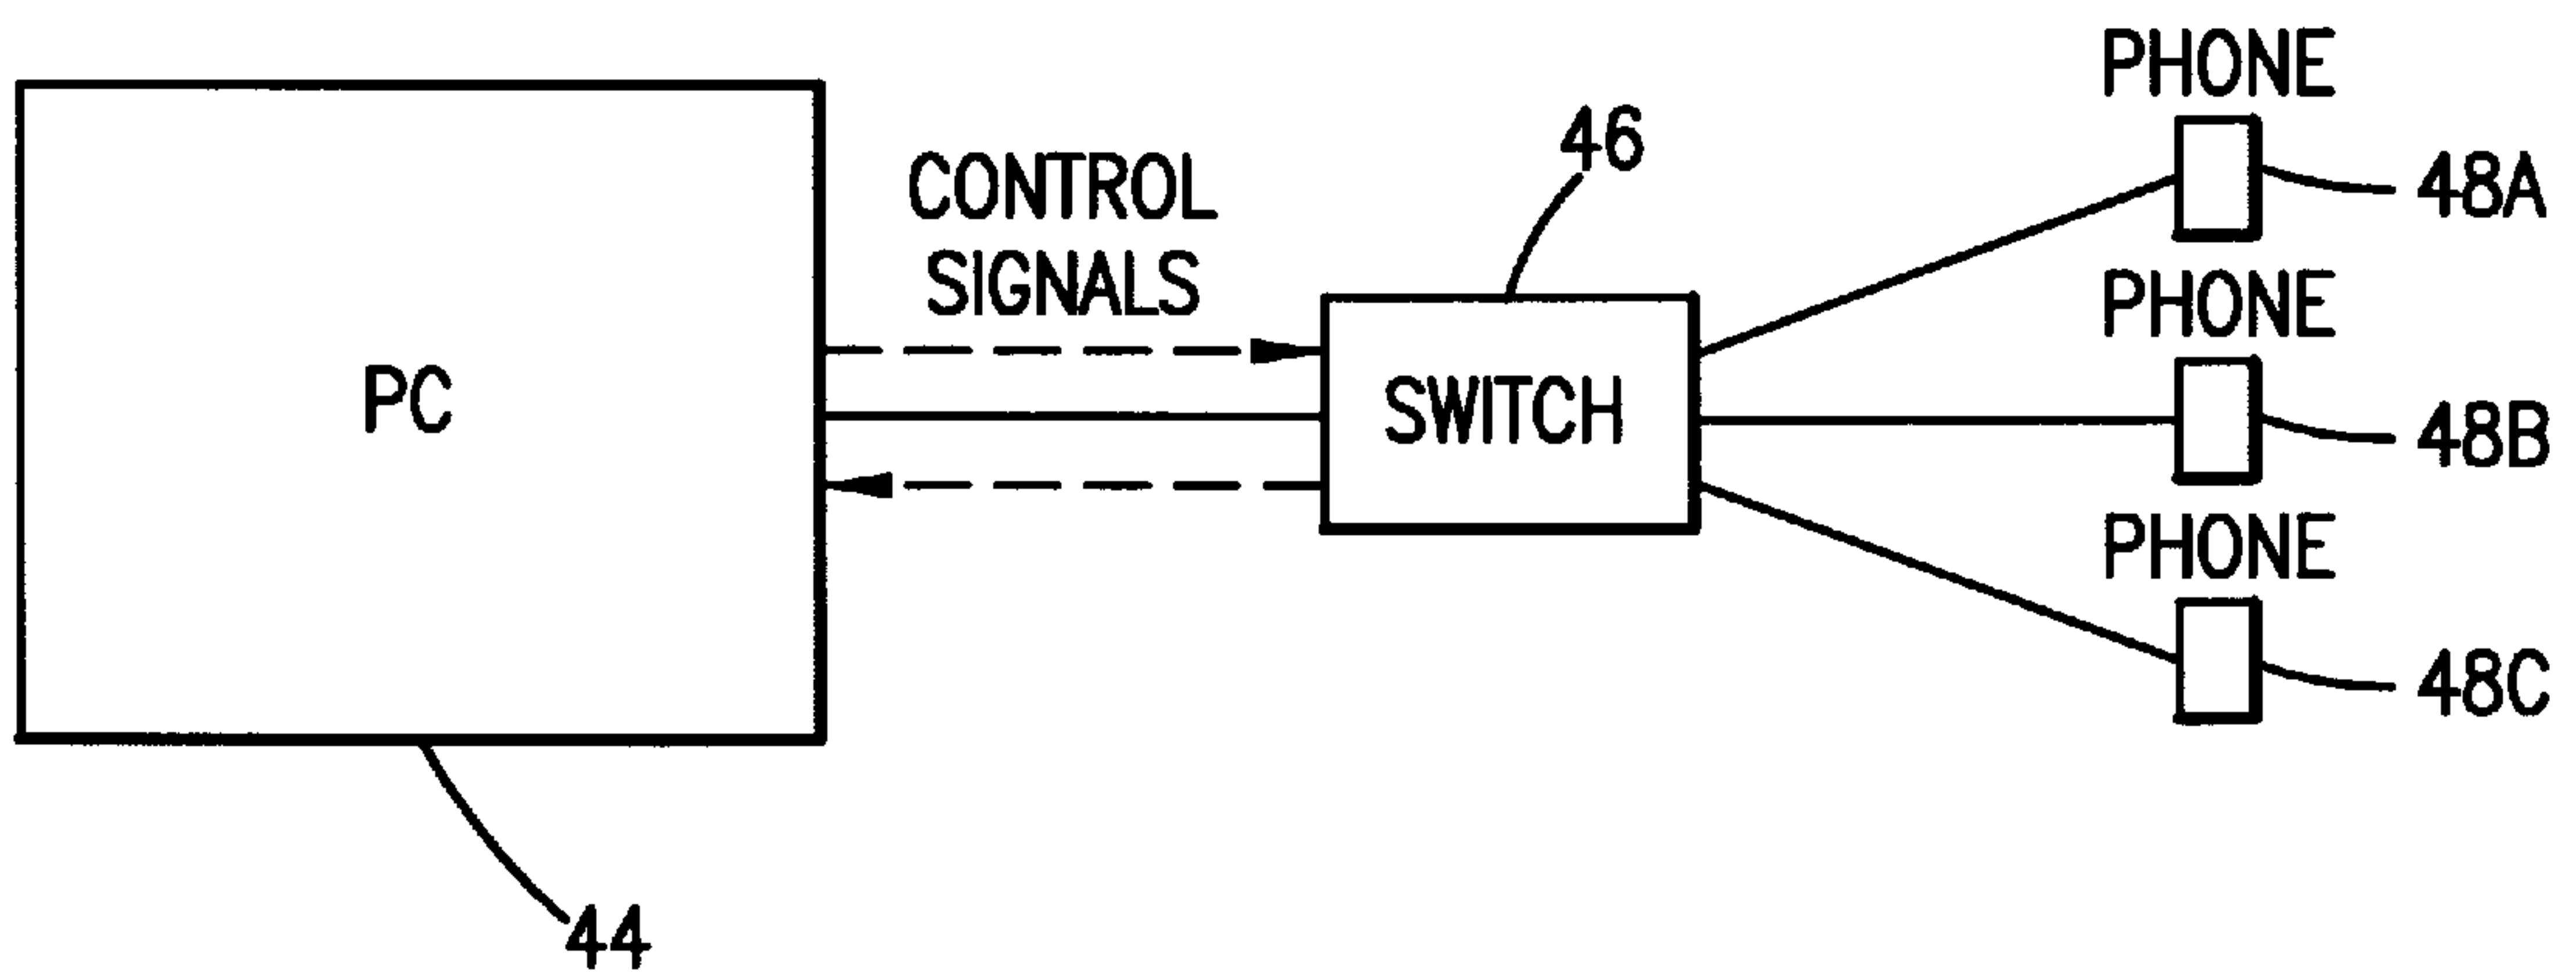 PHONE
46
48A
CONTROL
SIGNALS
PHONE
PC
SWITCH
48B
PHONE
48C
44